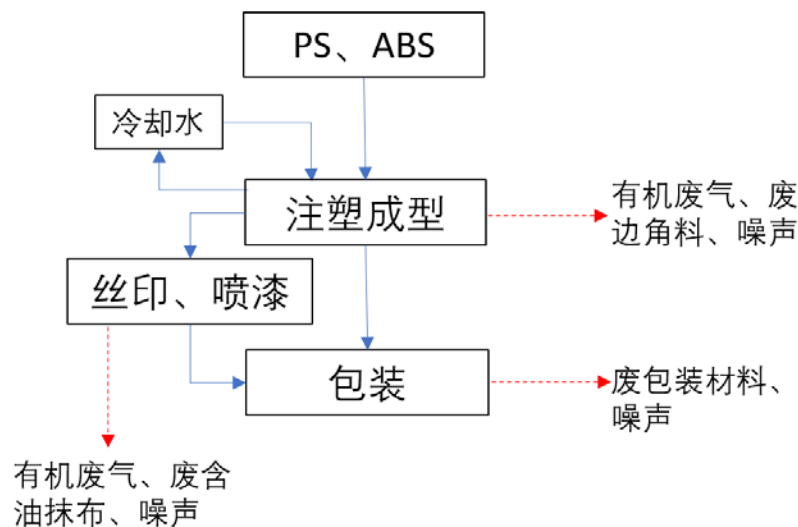 PS、ABS
冷却水
注塑成型
有机废气、废
边角料、噪声
丝印、喷漆
包装
废包装材料、
噪声
有机废气、废含
油抹布、噪声